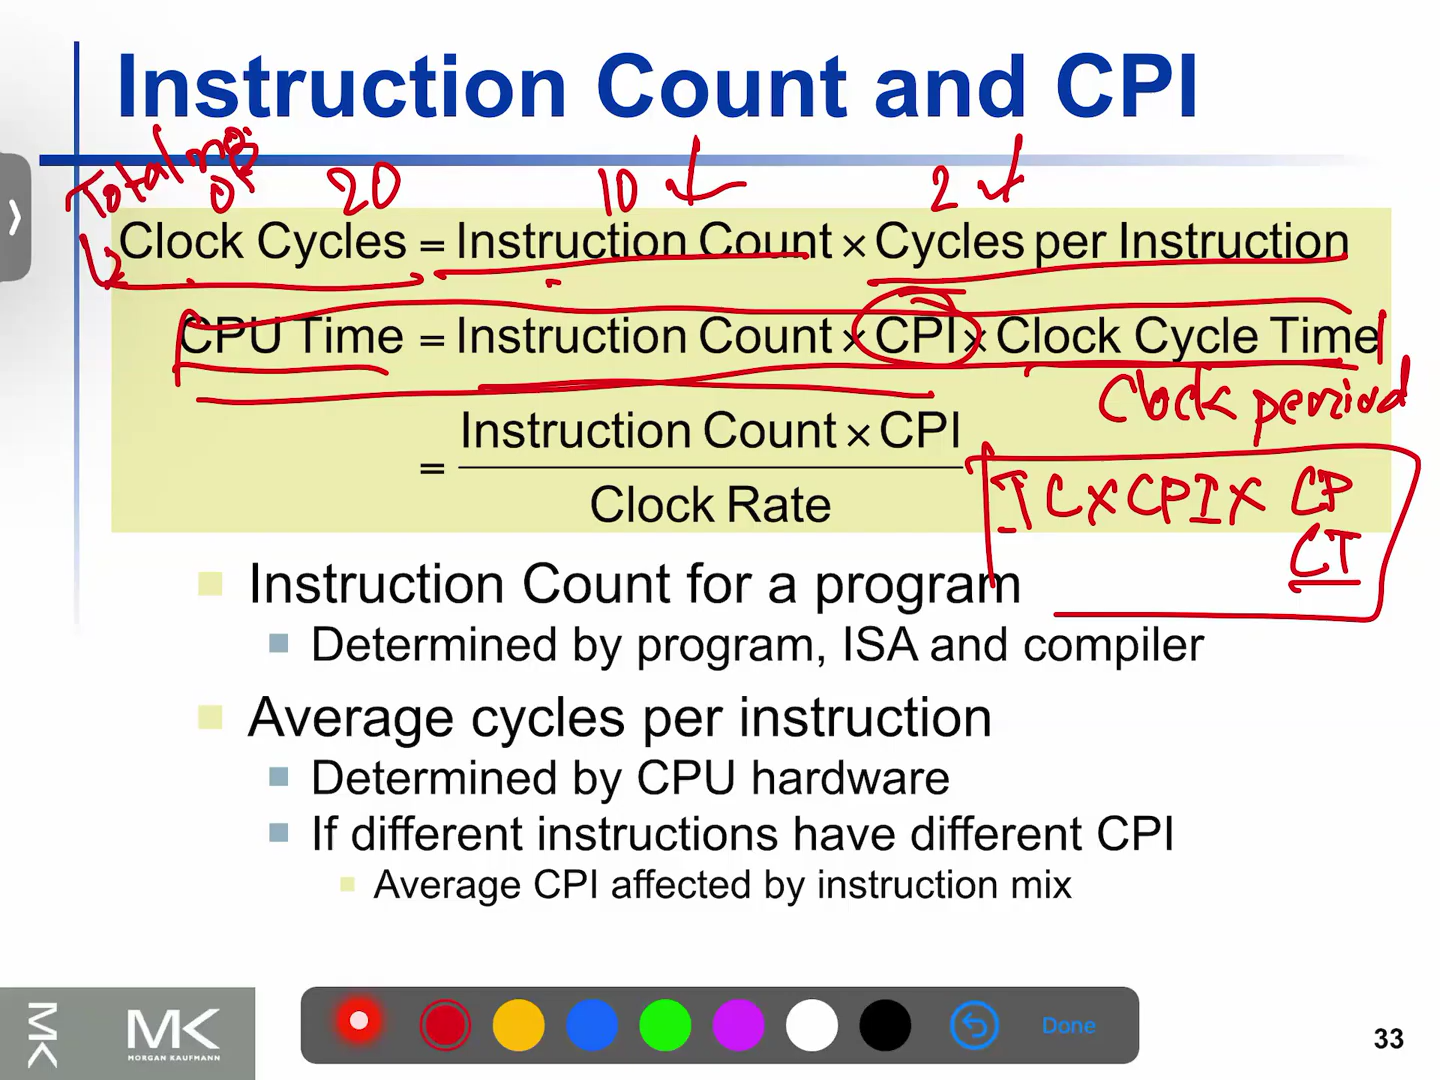 Instruction Count and CPI
Total no of
20 10 2
Clock Cycles = Instruction Count × Cycles per Instruction
CPU Time = Instruction Count × CPI × Clock Cycle Time
Clock period
Instruction Count × CPI
=
Clock Rate
IC × CPI × CP
CT
Instruction Count for a program
Determined by program, ISA and compiler
Average cycles per instruction
Determined by CPU hardware
If different instructions have different CPI
Average CPI affected by instruction mix
MK
MK
MORGAN KAUFMANN
Done
33